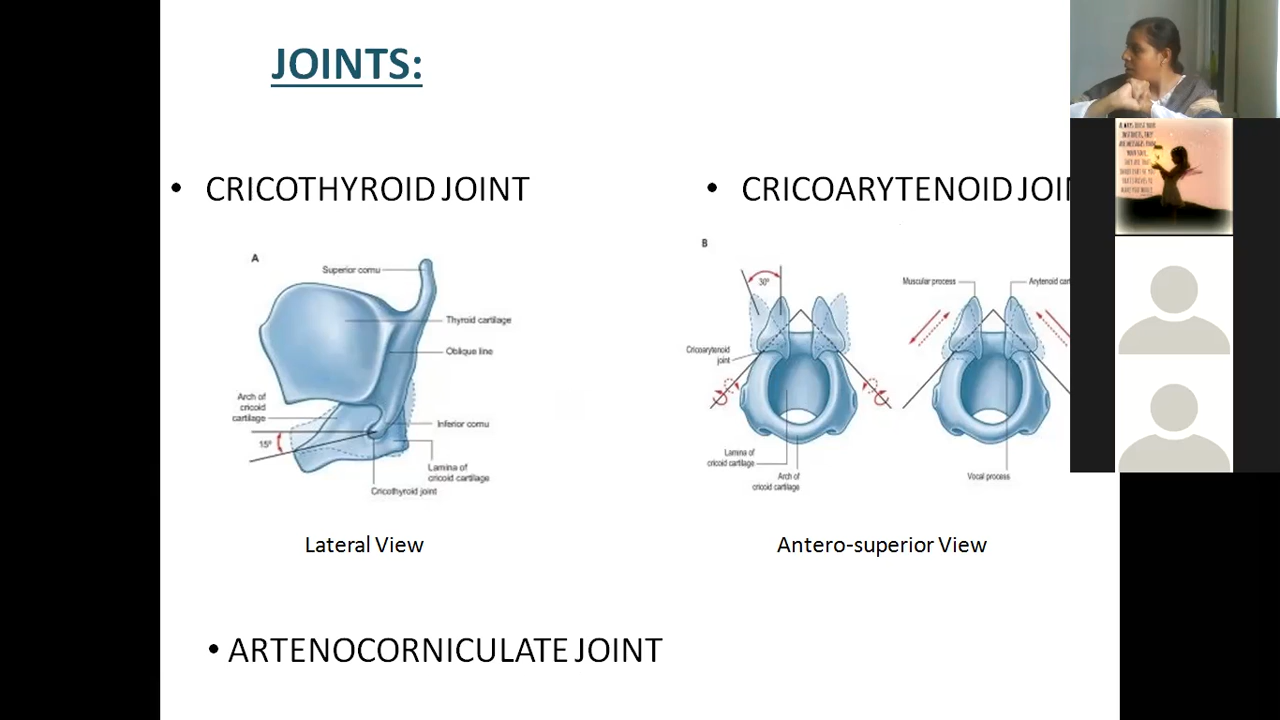 JOINTS:
• CRICOTHYROID JOINT
• CRICOARYTENOID
A
Superior cornu
Thyroid cartilage
Oblique line
Arch of
cricoid
cartilage
15°
Inferior cornu
Lamina of
cricoid cartilage
Cricothyroid joint
Lateral View
B
30°
Cricoarytenoid
joint
Lamina of
cricoid cartilage
Arch of
cricoid cartilage
Muscular process
Arytenoid
Vocal process
Antero-superior View
• ARTENOCORNICULATE JOINT